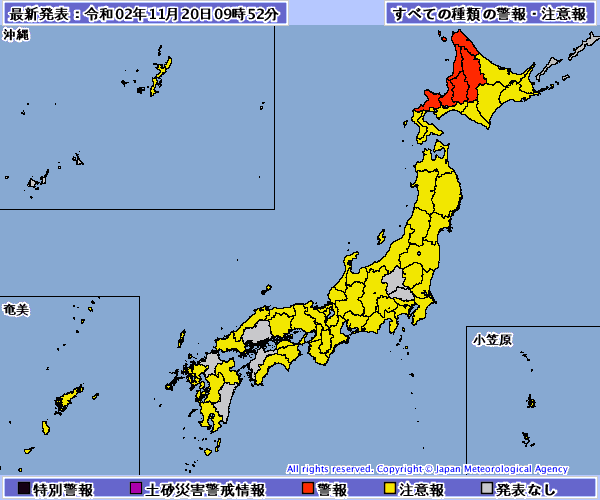 最新発表：令和02年11月20日09時52分
すべての種類の警報・注意報
沖縄
奄美
小笠原
All rights reserved. Copyright © Japan Meteorological Agency
特別警報
土砂災害警戒情報
警報
注意報
発表なし